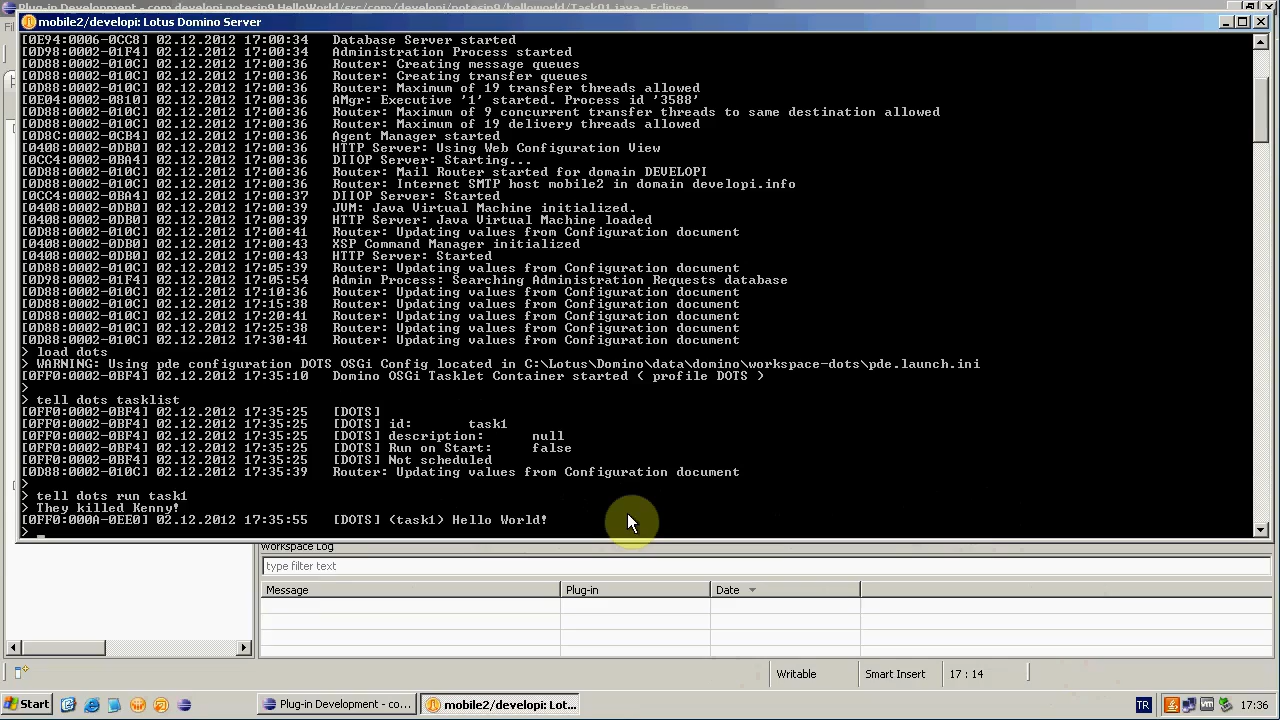 Plug-in Development - com/developi/notesin9.HelloWorld/src/com/developi/notesin9/helloworld/Task01.java - Eclipse
mobile2/developi: Lotus Domino Server
[0E94:0006-0CC8] 02.12.2012 17:00:34 Database Server started
[0D98:0002-01F4] 02.12.2012 17:00:34 Administration Process started
[0D88:0002-010C] 02.12.2012 17:00:36 Router: Creating message queues
[0D88:0002-010C] 02.12.2012 17:00:36 Router: Creating transfer queues
[0D88:0002-010C] 02.12.2012 17:00:36 Router: Maximum of 19 transfer threads allowed
[0E04:0002-0810] 02.12.2012 17:00:36 AMgr: Executive '1' started. Process id '3588'
[0D88:0002-010C] 02.12.2012 17:00:36 Router: Maximum of 9 concurrent transfer threads to same destination allowed
[0D88:0002-010C] 02.12.2012 17:00:36 Router: Maximum of 19 delivery threads allowed
[0D8C:0002-0CB4] 02.12.2012 17:00:36 Agent Manager started
[0408:0002-0DB0] 02.12.2012 17:00:36 HTTP Server: Using Web Configuration View
[0CC4:0002-0BA4] 02.12.2012 17:00:36 DIIOP Server: Starting...
[0D88:0002-010C] 02.12.2012 17:00:36 Router: Mail Router started for domain DEVELOPI
[0D88:0002-010C] 02.12.2012 17:00:36 Router: Internet SMTP host mobile2 in domain developi.info
[0CC4:0002-0BA4] 02.12.2012 17:00:37 DIIOP Server: Started
[0408:0002-0DB0] 02.12.2012 17:00:39 JVM: Java Virtual Machine initialized.
[0408:0002-0DB0] 02.12.2012 17:00:39 HTTP Server: Java Virtual Machine loaded
[0D88:0002-010C] 02.12.2012 17:00:41 Router: Updating values from Configuration document
[0408:0002-0DB0] 02.12.2012 17:00:43 XSP Command Manager initialized
[0408:0002-0DB0] 02.12.2012 17:00:43 HTTP Server: Started
[0D88:0002-010C] 02.12.2012 17:05:39 Router: Updating values from Configuration document
[0D98:0002-01F4] 02.12.2012 17:05:54 Admin Process: Searching Administration Requests database
[0D88:0002-010C] 02.12.2012 17:10:36 Router: Updating values from Configuration document
[0D88:0002-010C] 02.12.2012 17:15:38 Router: Updating values from Configuration document
[0D88:0002-010C] 02.12.2012 17:20:41 Router: Updating values from Configuration document
[0D88:0002-010C] 02.12.2012 17:25:38 Router: Updating values from Configuration document
[0D88:0002-010C] 02.12.2012 17:30:41 Router: Updating values from Configuration document
> load dots
> WARNING: Using pde configuration DOTS OSGi Config located in C:\Lotus\Domino\data\domino\workspace-dots\pde.launch.ini
[0FF0:0002-0BF4] 02.12.2012 17:35:10 Domino OSGi Tasklet Container started ( profile DOTS )
>
> tell dots tasklist
[0FF0:0002-0BF4] 02.12.2012 17:35:25 [DOTS]
[0FF0:0002-0BF4] 02.12.2012 17:35:25 [DOTS] id: task1
[0FF0:0002-0BF4] 02.12.2012 17:35:25 [DOTS] description: null
[0FF0:0002-0BF4] 02.12.2012 17:35:25 [DOTS] Run on Start: false
[0FF0:0002-0BF4] 02.12.2012 17:35:25 [DOTS] Not scheduled
[0D88:0002-010C] 02.12.2012 17:35:39 Router: Updating values from Configuration document
>
> tell dots run task1
> They killed Kenny!
[0FF0:000A-0EE0] 02.12.2012 17:35:55 [DOTS] (task1) Hello World!
>
Workspace Log
type filter text
Message Plug-in Date
Writable Smart Insert 17 : 14
Start Plug-in Development - co... mobile2/developi: Lot... TR 17:36